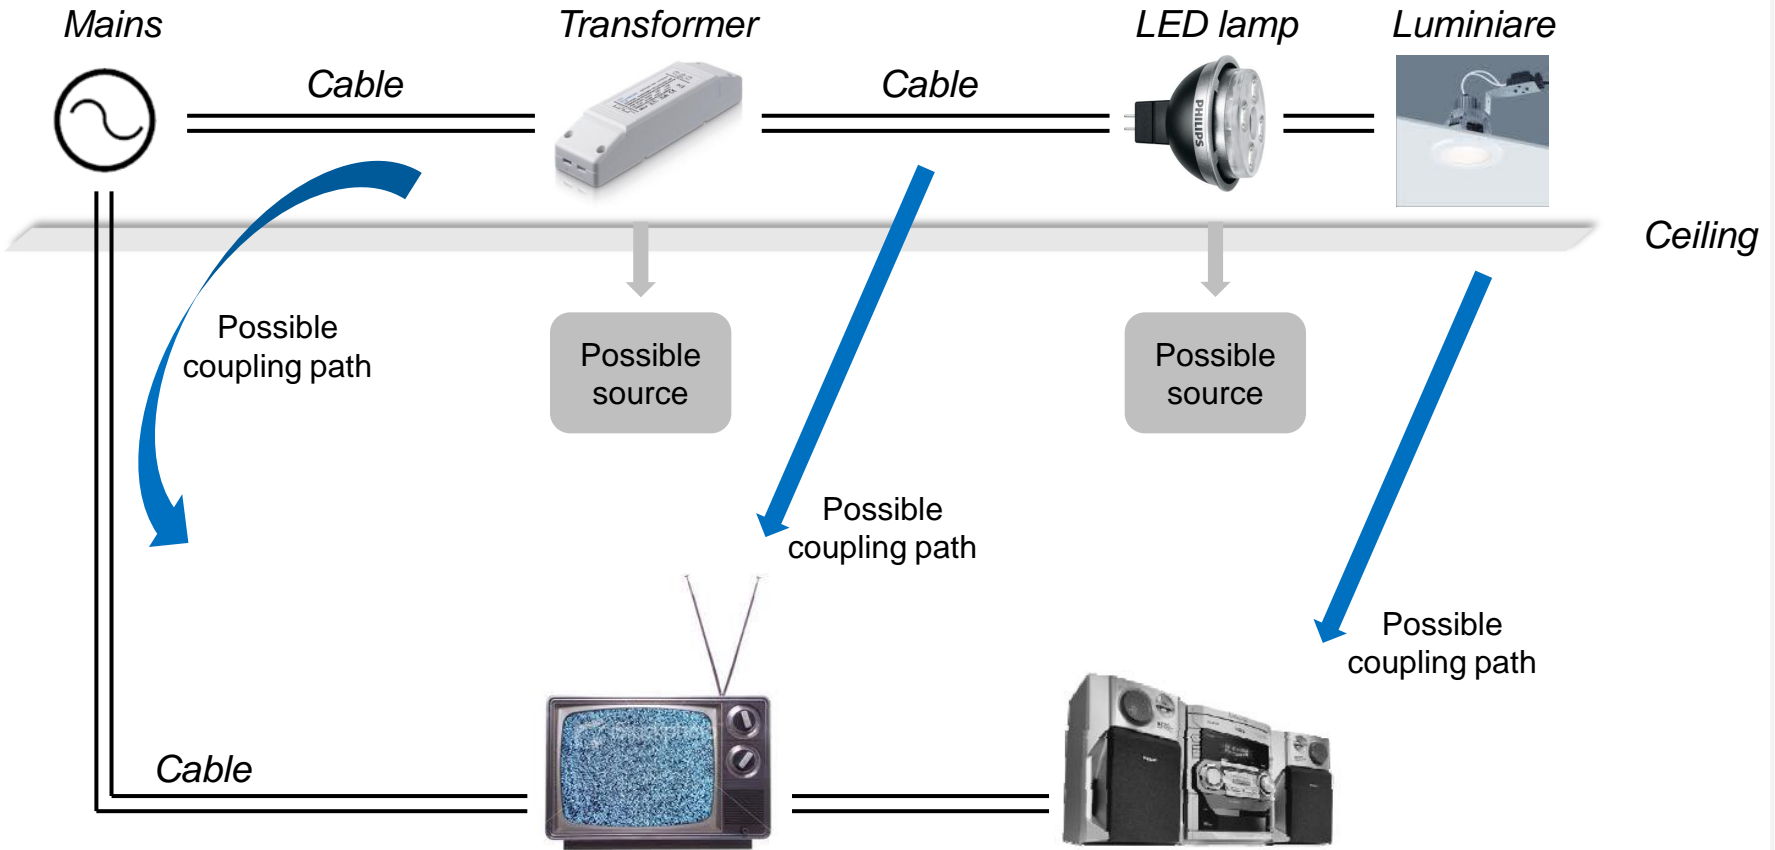 Mains
Transformer
LED lamp
Luminiare
Cable
Cable
PHILIPS
Ceiling
Possible
coupling path
Possible
source
Possible
source
Possible
coupling path
Possible
coupling path
Cable